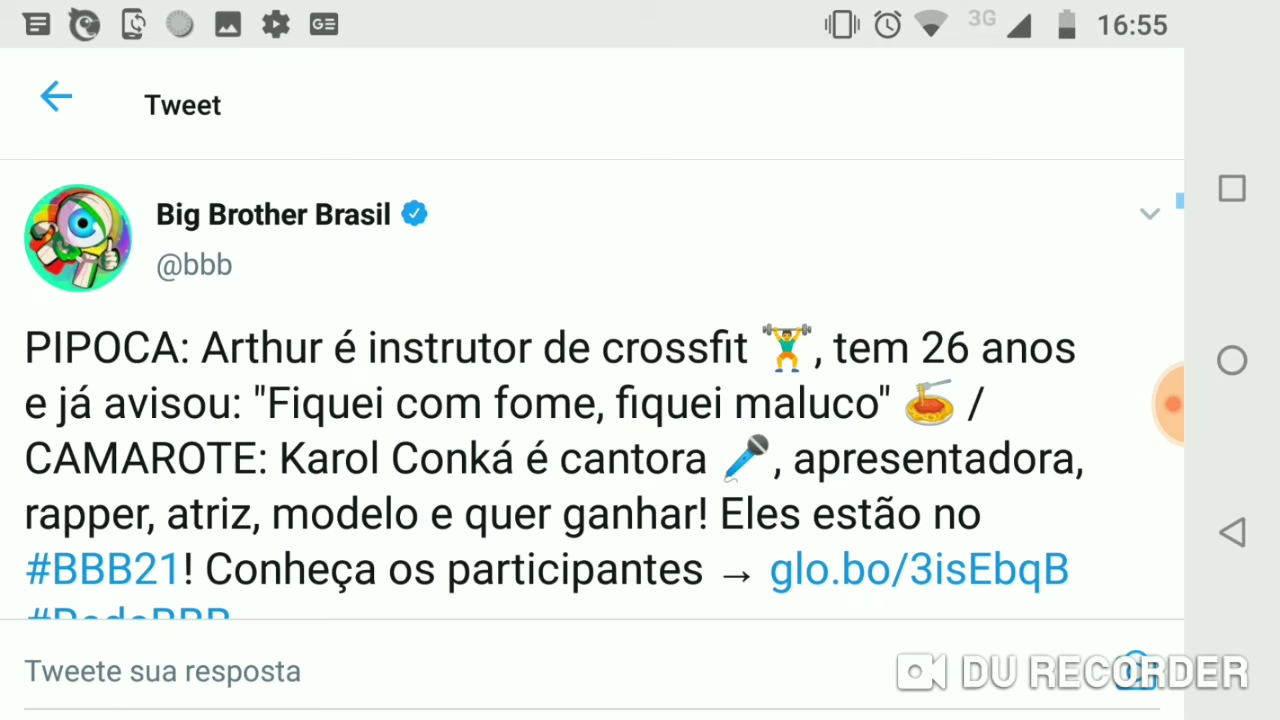 3G 16:55
Tweet
Big Brother Brasil
@bbb
PIPOCA: Arthur é instrutor de crossfit 🏋️, tem 26 anos
e já avisou: "Fiquei com fome, fiquei maluco" 🍝 /
CAMAROTE: Karol Conká é cantora 🎤, apresentadora,
rapper, atriz, modelo e quer ganhar! Eles estão no
#BBB21! Conheça os participantes → glo.bo/3isEbqB
#RedeBBB
Tweete sua resposta
DU RECORDER